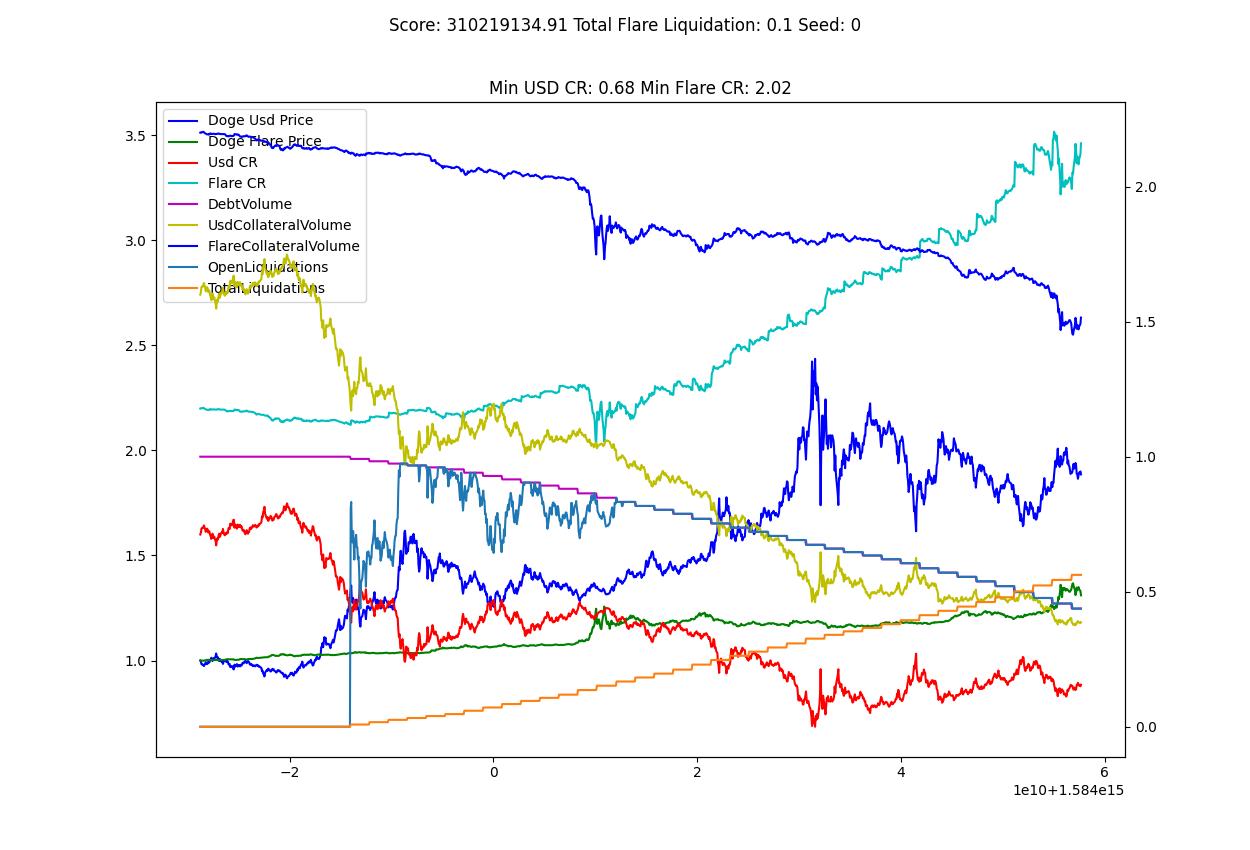 Score: 310219134.91 Total Flare Liquidation: 0.1 Seed: 0
Min USD CR: 0.68 Min Flare CR: 2.02
Doge Usd Price
Doge Flare Price
Usd CR
Flare CR
DebtVolume
UsdCollateralVolume
FlareCollateralVolume
OpenLiquidations
TotalLiquidations
3.5
3.0
2.5
2.0
1.5
1.0
2.0
1.5
1.0
0.5
0.0
−2
0
2
4
6
1e10+1.584e15